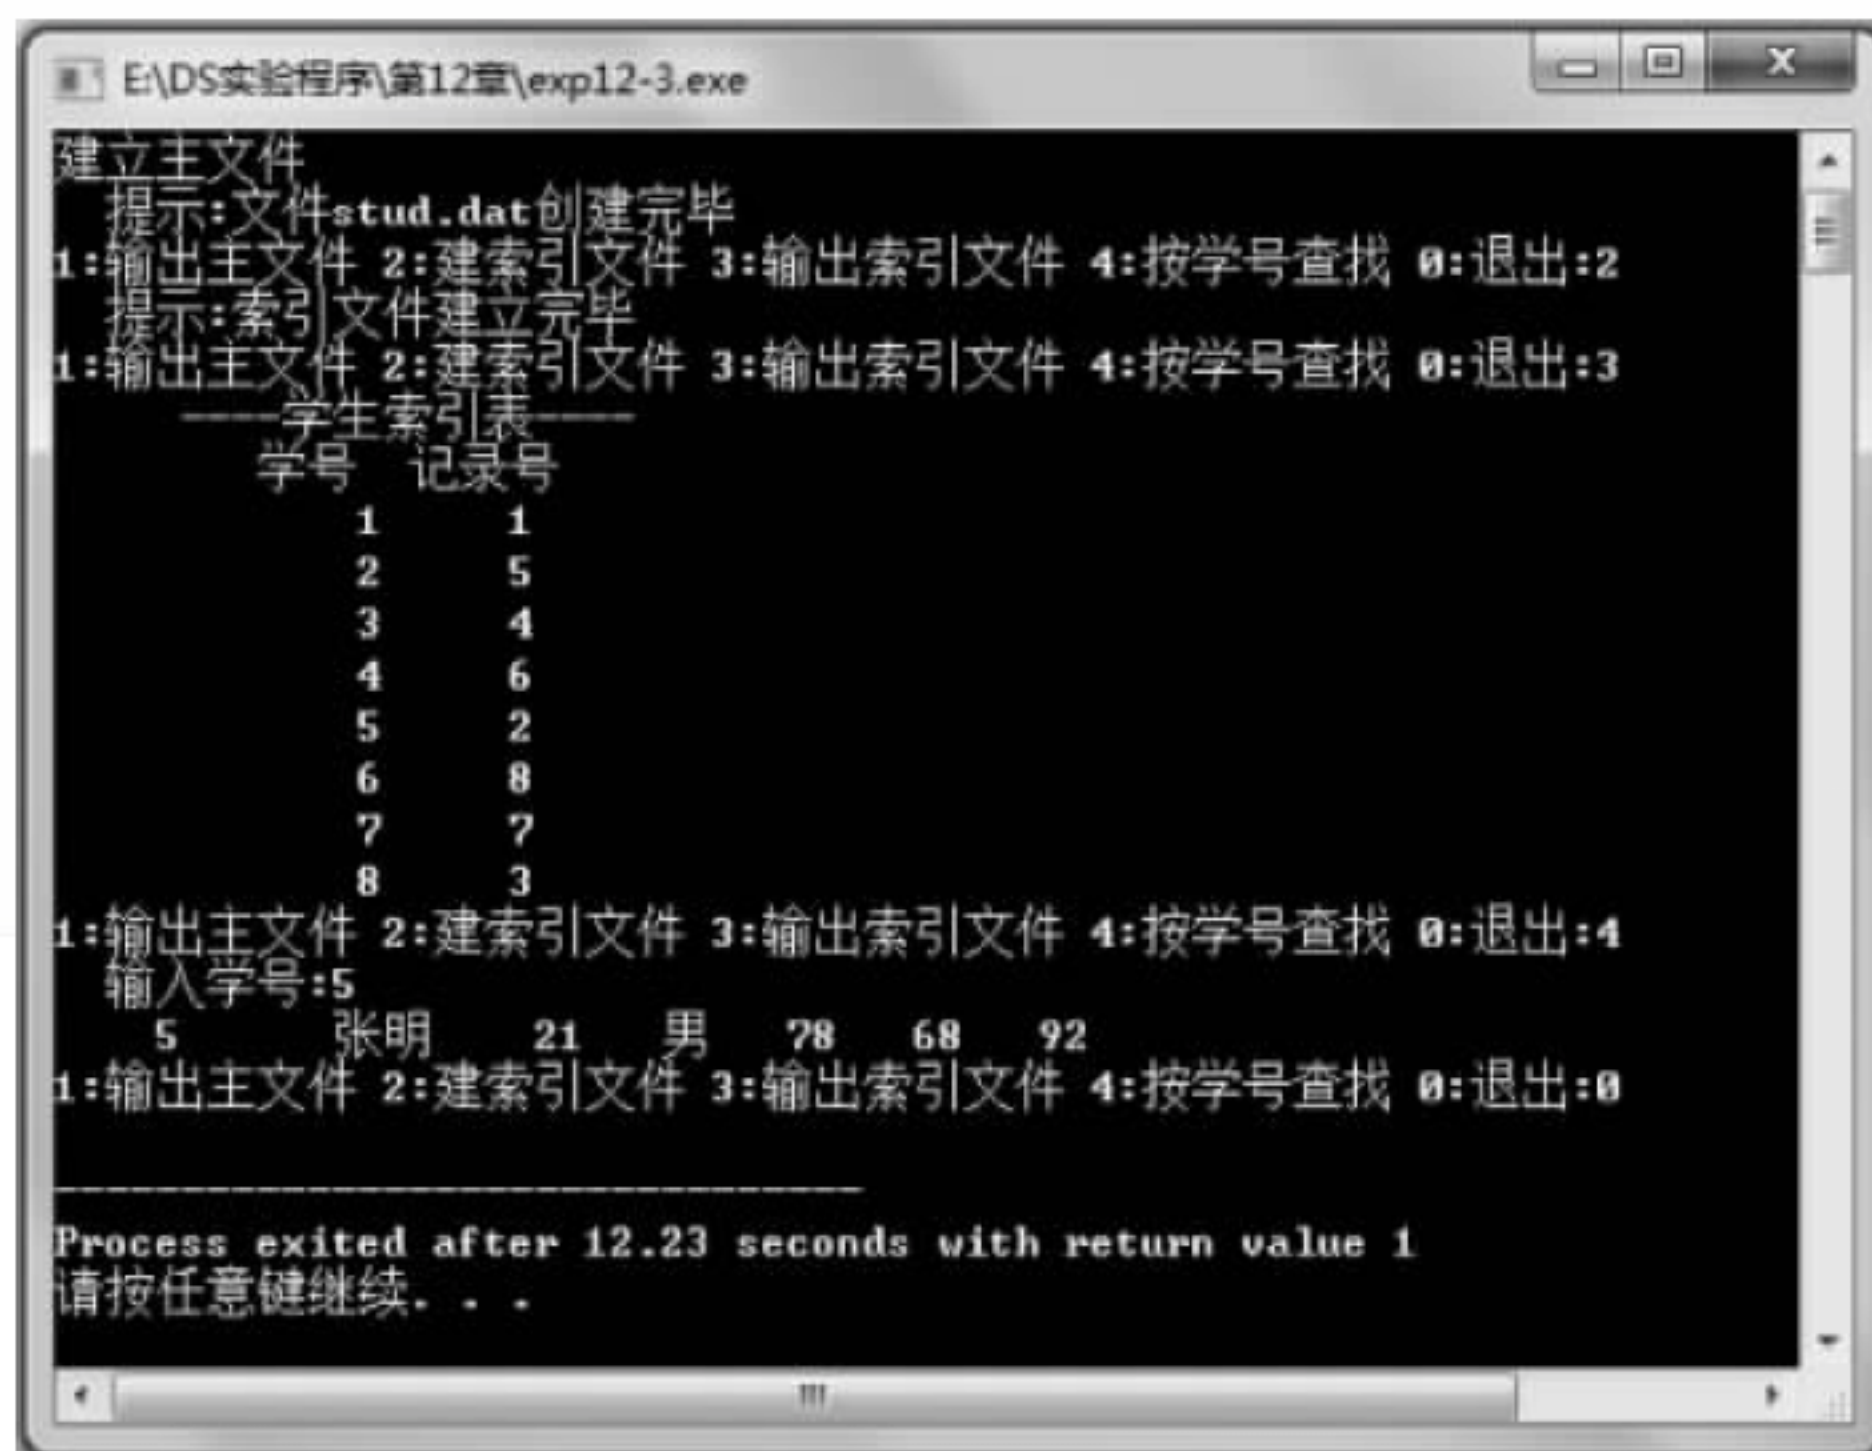 E:\DS实验程序\第12章\exp12-3.exe
建立主文件
提示:文件stud.dat创建完毕
1:输出主文件 2:建索引文件 3:输出索引文件 4:按学号查找 0:退出:2
提示:索引文件建立完毕
1:输出主文件 2:建索引文件 3:输出索引文件 4:按学号查找 0:退出:3
----学生索引表----
学号 记录号
1 1
2 5
3 4
4 6
5 2
6 8
7 7
8 3
1:输出主文件 2:建索引文件 3:输出索引文件 4:按学号查找 0:退出:4
输入学号:5
5 张明 21 男 78 68 92
1:输出主文件 2:建索引文件 3:输出索引文件 4:按学号查找 0:退出:0
--------------------------------
Process exited after 12.23 seconds with return value 1
请按任意键继续. . .